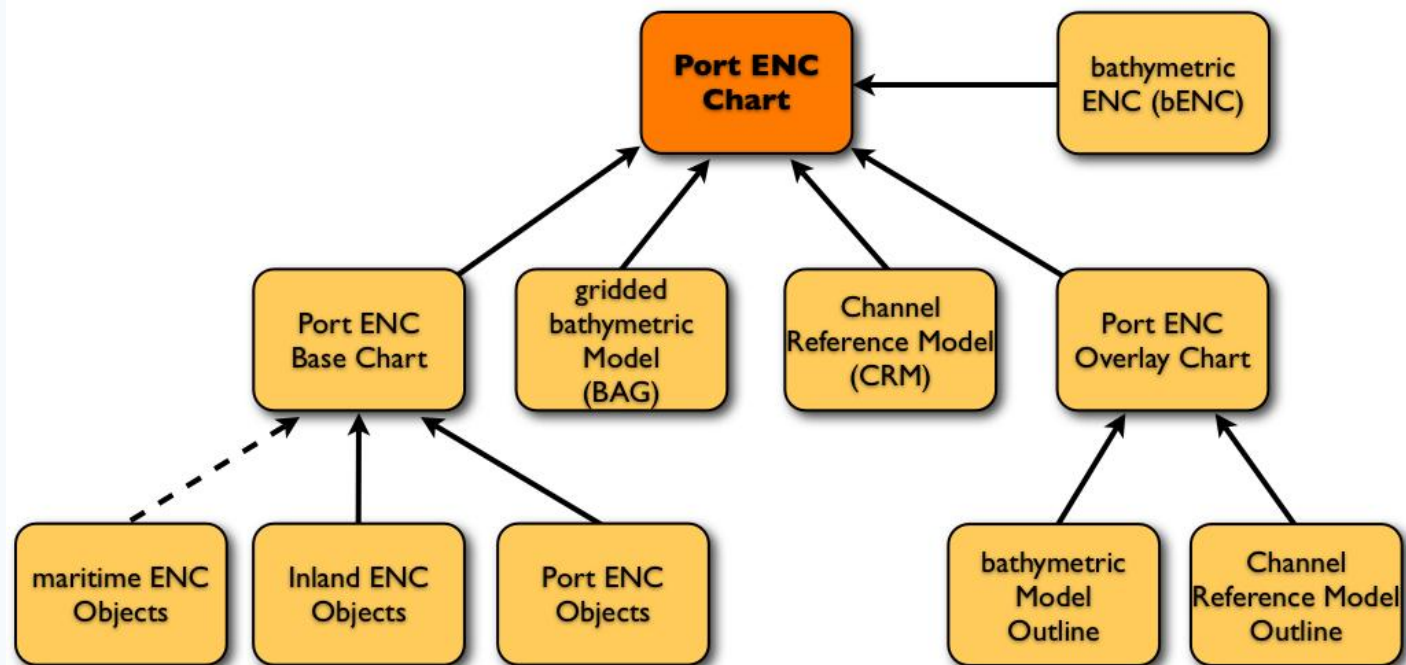 Port ENC
Chart
bathymetric
ENC (bENC)
Port ENC
Base Chart
gridded
bathymetric
Model
(BAG)
Channel
Reference Model
(CRM)
Port ENC
Overlay Chart
maritime ENC
Objects
Inland ENC
Objects
Port ENC
Objects
bathymetric
Model
Outline
Channel
Reference Model
Outline